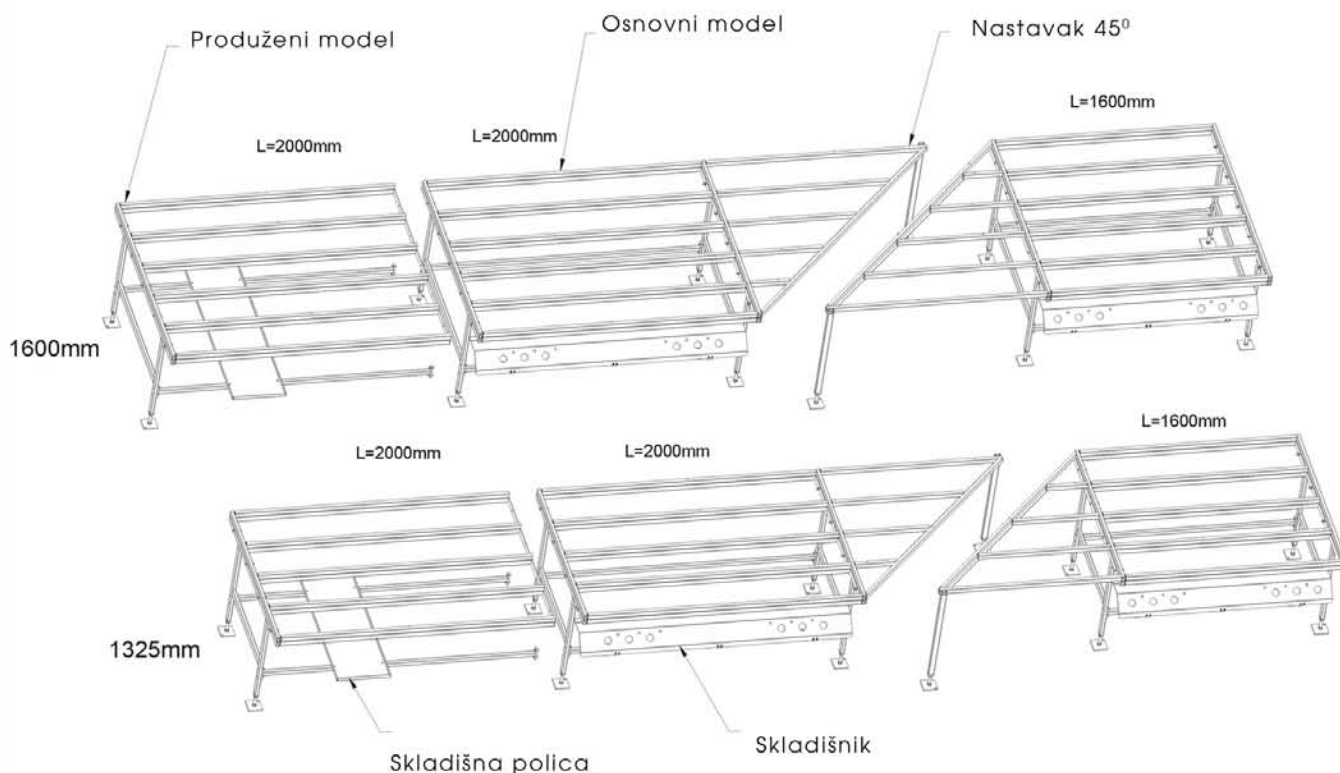 Produženi model
Osnovni model
Nastavak 45⁰
L=2000mm
L=2000mm
L=1600mm
1600mm
L=2000mm
L=2000mm
L=1600mm
1325mm
Skladišna polica
Skladišnik